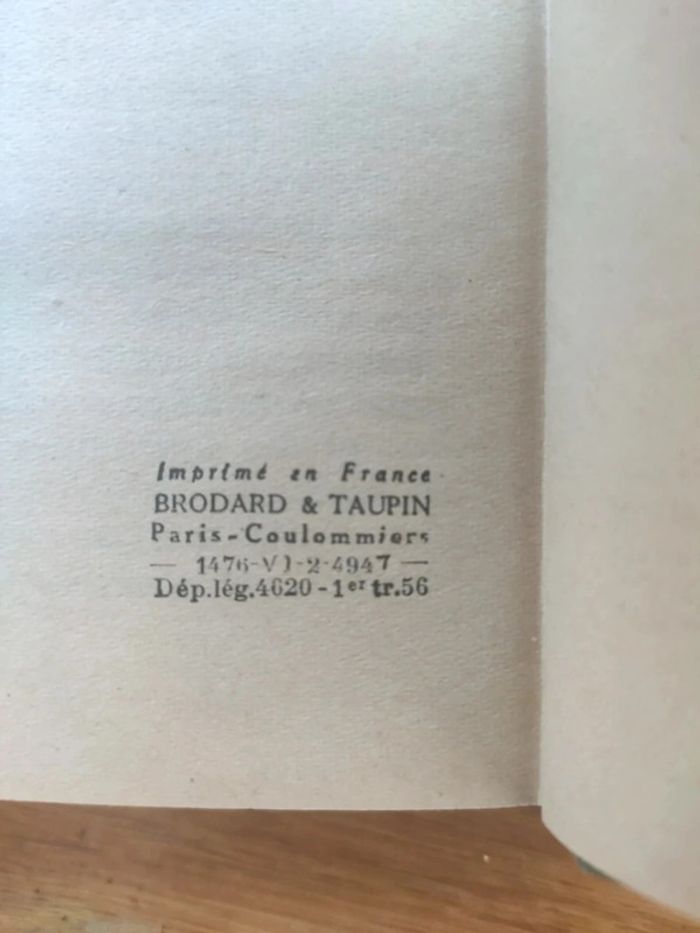 Imprimé en France
BRODARD & TAUPIN
Paris-Coulommiers
— 1476-VI-2-4947 —
Dép.lég.4620-1er tr.56